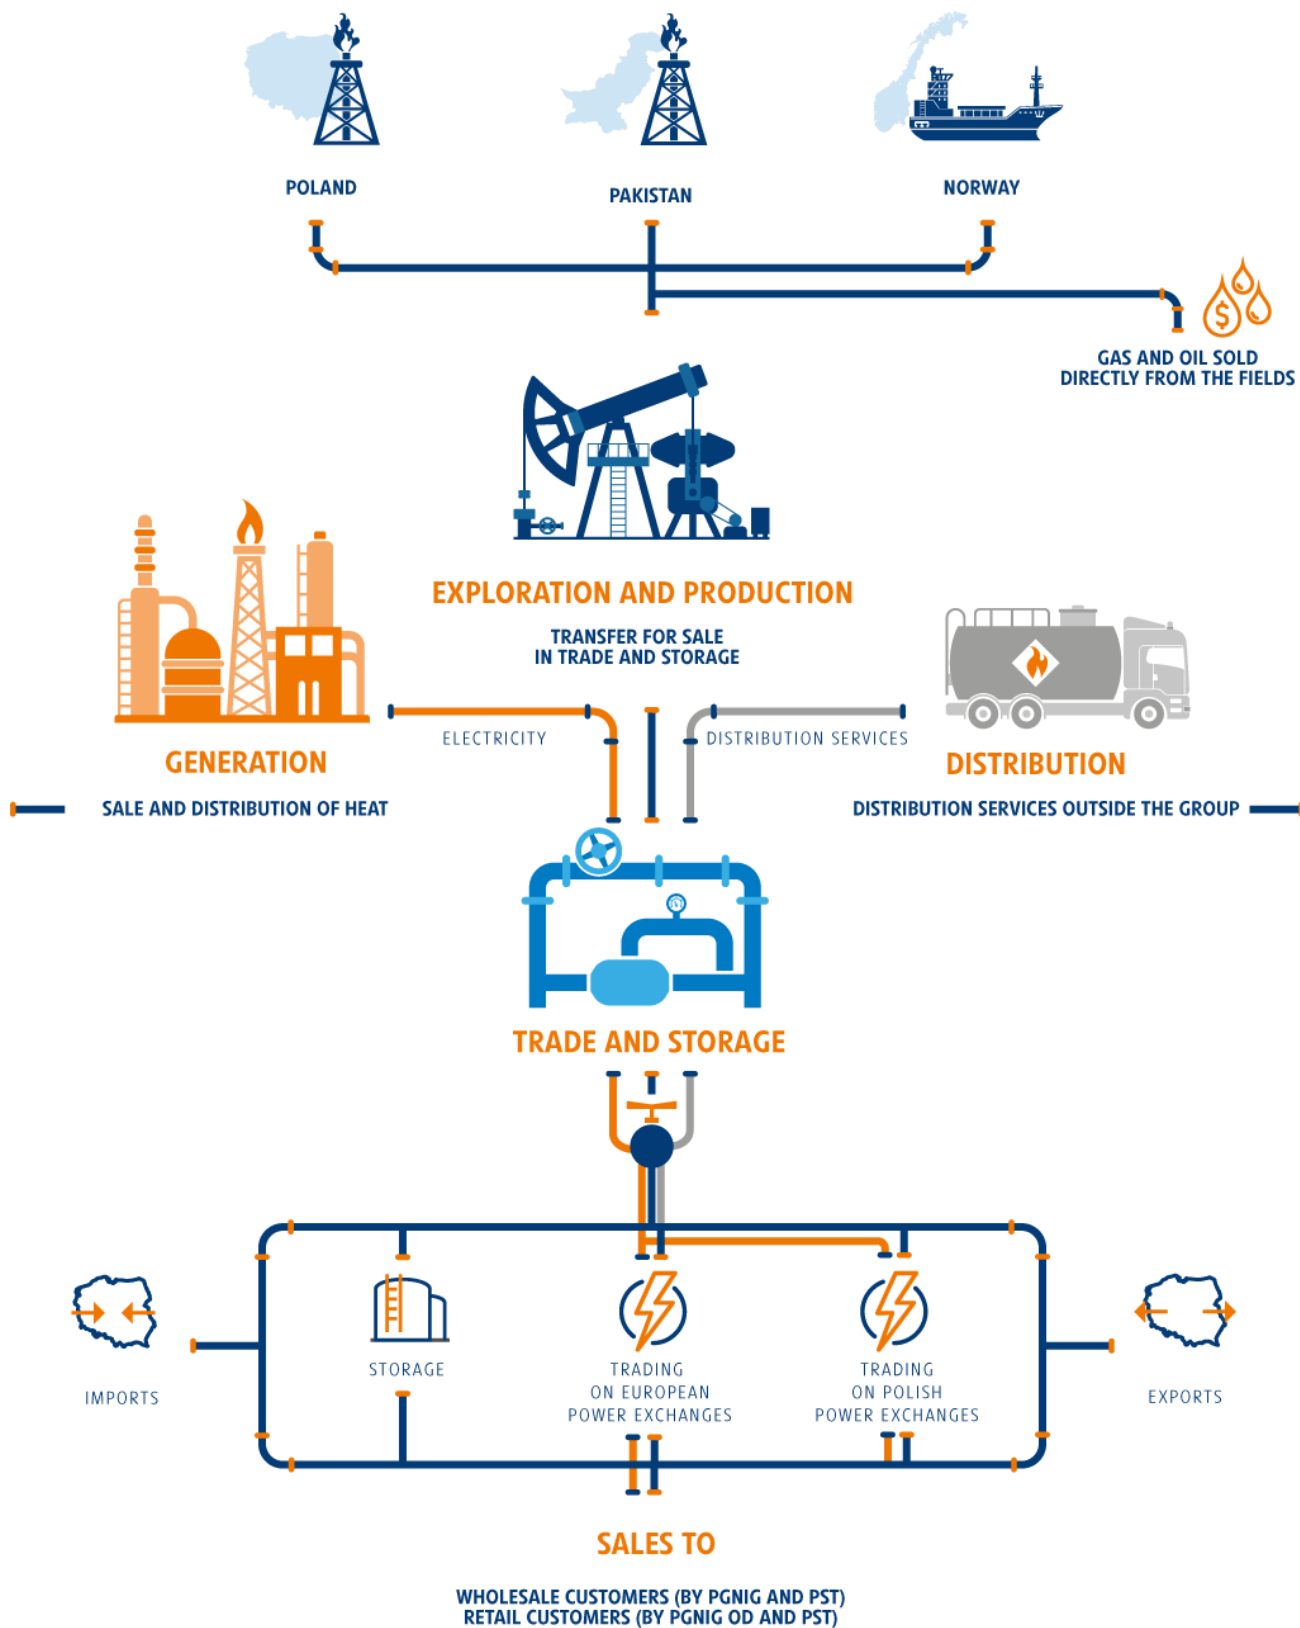 POLAND
PAKISTAN
NORWAY
$
GAS AND OIL SOLD
DIRECTLY FROM THE FIELDS
EXPLORATION AND PRODUCTION
TRANSFER FOR SALE
IN TRADE AND STORAGE
ELECTRICITY
DISTRIBUTION SERVICES
GENERATION
DISTRIBUTION
SALE AND DISTRIBUTION OF HEAT
DISTRIBUTION SERVICES OUTSIDE THE GROUP
TRADE AND STORAGE
IMPORTS
STORAGE
TRADING
ON EUROPEAN
POWER EXCHANGES
TRADING
ON POLISH
POWER EXCHANGES
EXPORTS
SALES TO
WHOLESALE CUSTOMERS (BY PGNIG AND PST)
RETAIL CUSTOMERS (BY PGNIG OD AND PST)